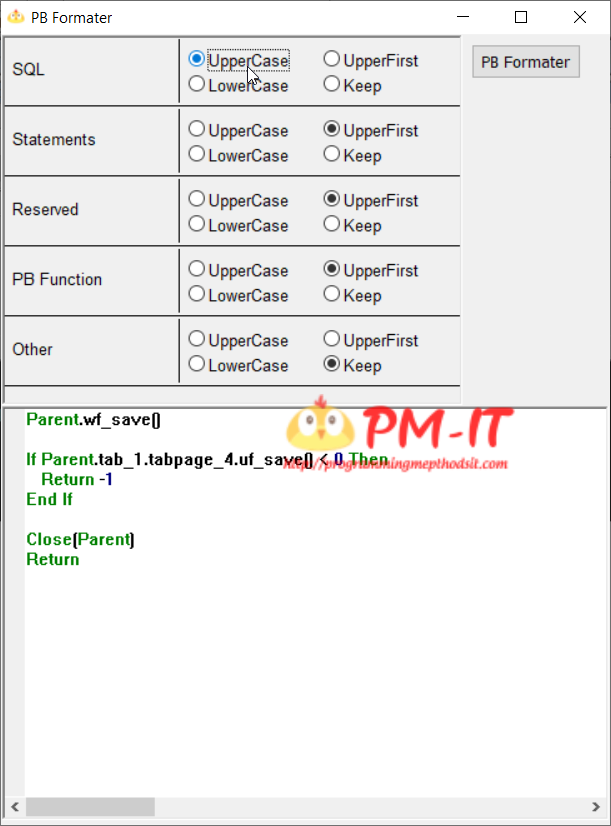 PB Formater
SQL
UpperCase
UpperFirst
LowerCase
Keep
PB Formater
Statements
UpperCase
UpperFirst
LowerCase
Keep
Reserved
UpperCase
UpperFirst
LowerCase
Keep
PB Function
UpperCase
UpperFirst
LowerCase
Keep
Other
UpperCase
UpperFirst
LowerCase
Keep
Parent.wf_save()
PM-IT
http://programmingmepthodsit.com
If Parent.tab_1.tabpage_4.uf_save() < 0 Then
Return -1
End If
Close(Parent)
Return